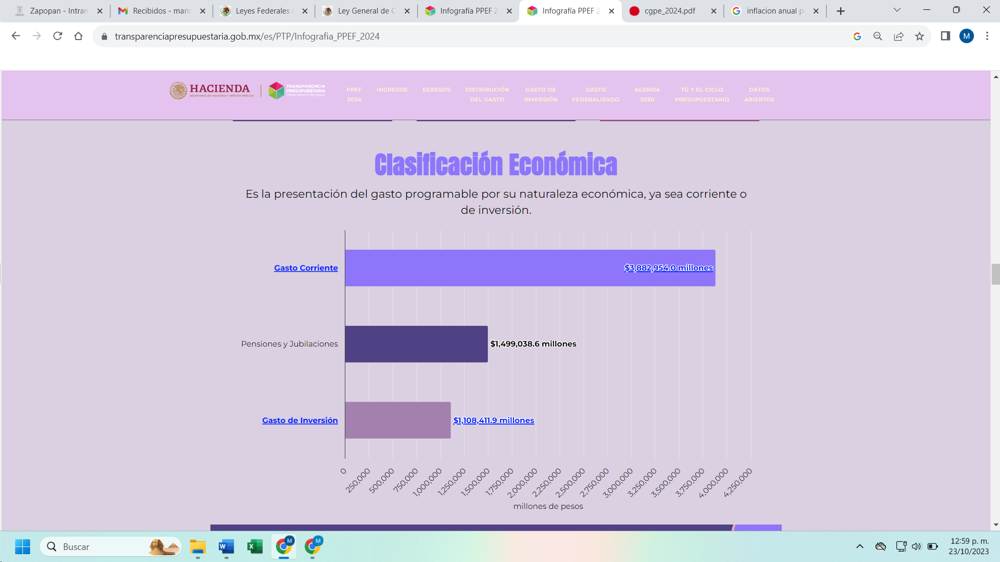 Zapopan - Intran
Recibidos - mario
Leyes Federales
Ley General de C
Infografía PPEF 2
Infografía PPEF 2
cgpe_2024.pdf
inflacion anual p
transparenciapresupuestaria.gob.mx/es/PTP/Infografia_PPEF_2024
M
HACIENDA
SECRETARÍA DE HACIENDA Y CRÉDITO PÚBLICO
TRANSPARENCIA
PRESUPUESTARIA
Observatorio del gasto
PPEF
2024
INGRESOS
EGRESOS
DISTRIBUCIÓN
DEL GASTO
GASTO DE
INVERSIÓN
GASTO
FEDERALIZADO
AGENDA
2030
TÚ Y EL CICLO
PRESUPUESTARIO
DATOS
ABIERTOS
Clasificación Económica
Es la presentación del gasto programable por su naturaleza económica, ya sea corriente o
de inversión.
Gasto Corriente
$3,882,954.0 millones
Pensiones y Jubilaciones
$1,499,038.6 millones
Gasto de Inversión
$1,108,411.9 millones
0
250,000
500,000
750,000
1,000,000
1,250,000
1,500,000
1,750,000
2,000,000
2,250,000
2,500,000
2,750,000
3,000,000
3,250,000
3,500,000
3,750,000
4,000,000
4,250,000
millones de pesos
Buscar
W
X
M
M
12:59 p. m.
23/10/2023